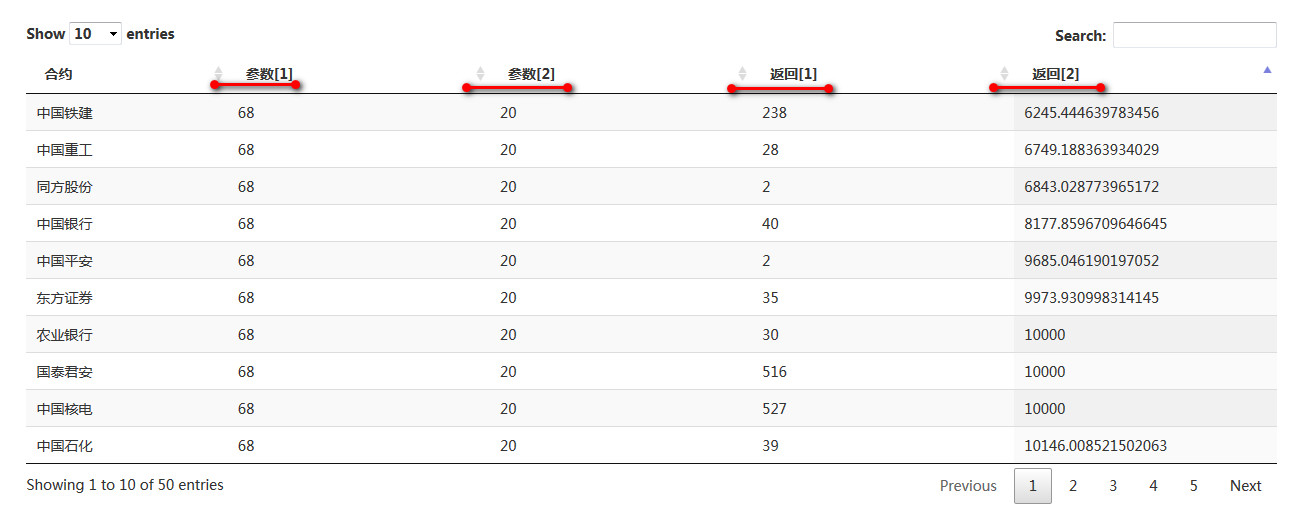 Show 10 entries Search:
合约 参数[1] 参数[2] 返回[1] 返回[2]
中国铁建 68 20 238 6245.444639783456
中国重工 68 20 28 6749.188363934029
同方股份 68 20 2 6843.028773965172
中国银行 68 20 40 8177.8596709646645
中国平安 68 20 2 9685.046190197052
东方证券 68 20 35 9973.930998314145
农业银行 68 20 30 10000
国泰君安 68 20 516 10000
中国核电 68 20 527 10000
中国石化 68 20 39 10146.008521502063
Showing 1 to 10 of 50 entries Previous 1 2 3 4 5 Next